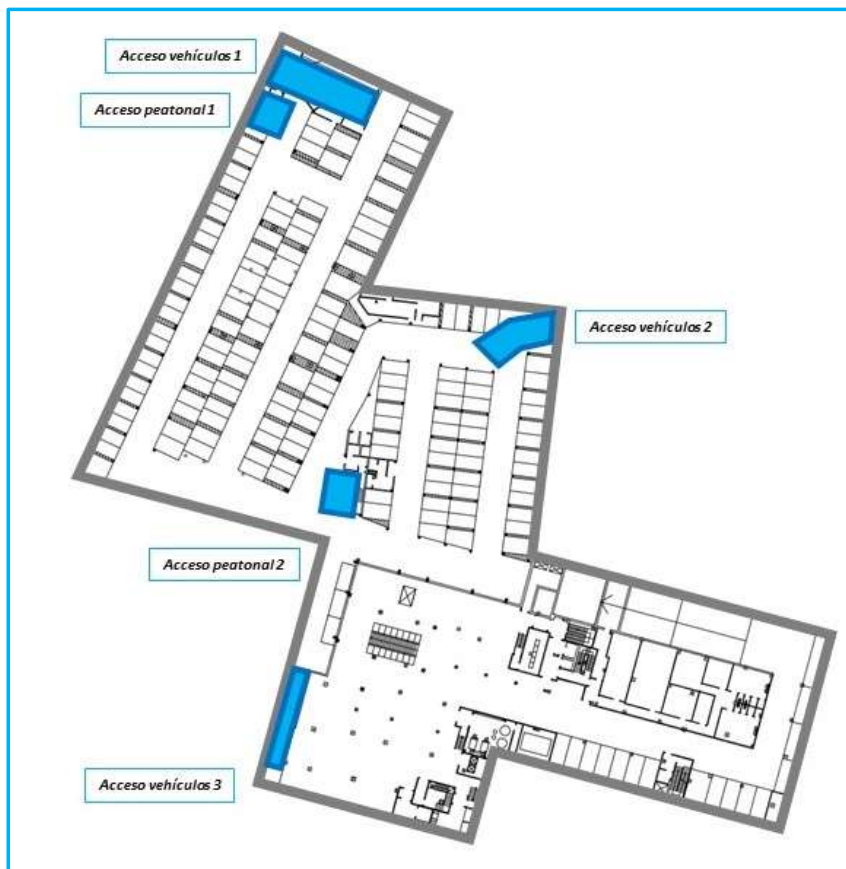 Acceso vehículos 1
Acceso peatonal 1
Acceso vehículos 2
Acceso peatonal 2
Acceso vehículos 3